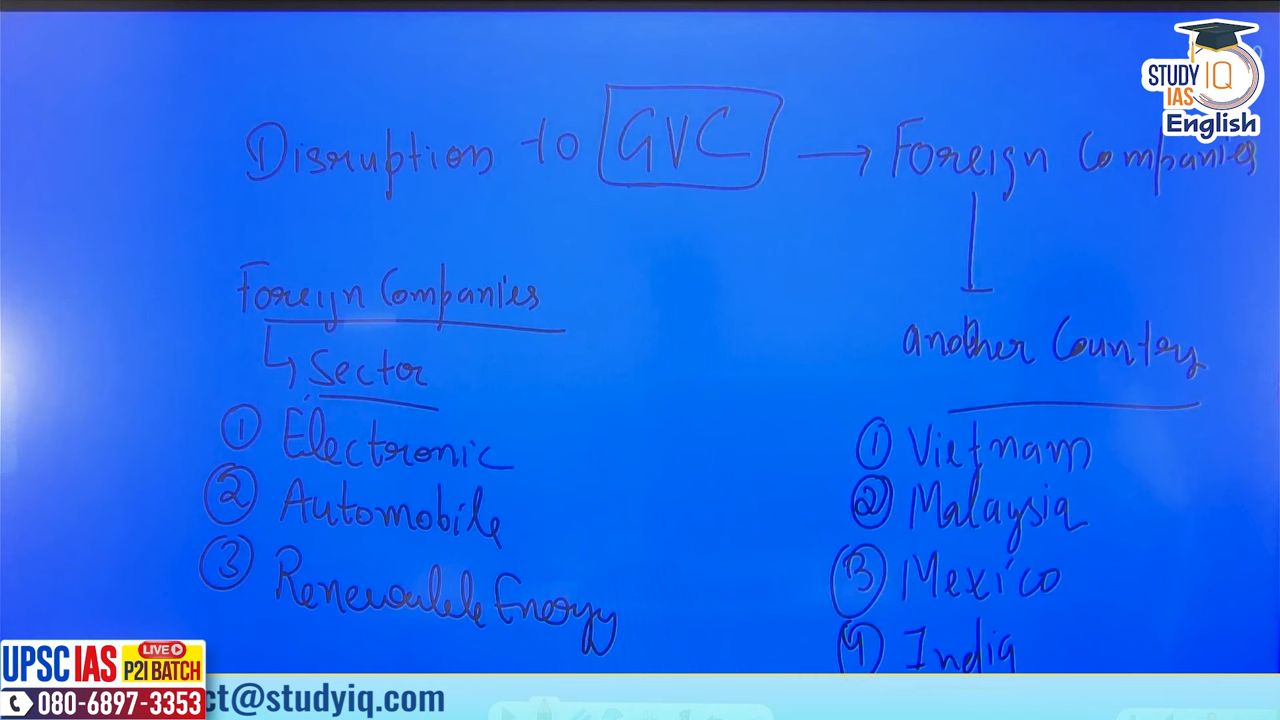 STUDY IQ
IAS
English
Disruption to GVC → Foreign Companies
Foreign Companies
↳ Sector
① Electronic
② Automobile
③ Renewable Energy
another Country
① Vietnam
② Malaysia
③ Mexico
④ India
UPSC IAS LIVE P2I BATCH
080-6897-3353
ct@studyiq.com